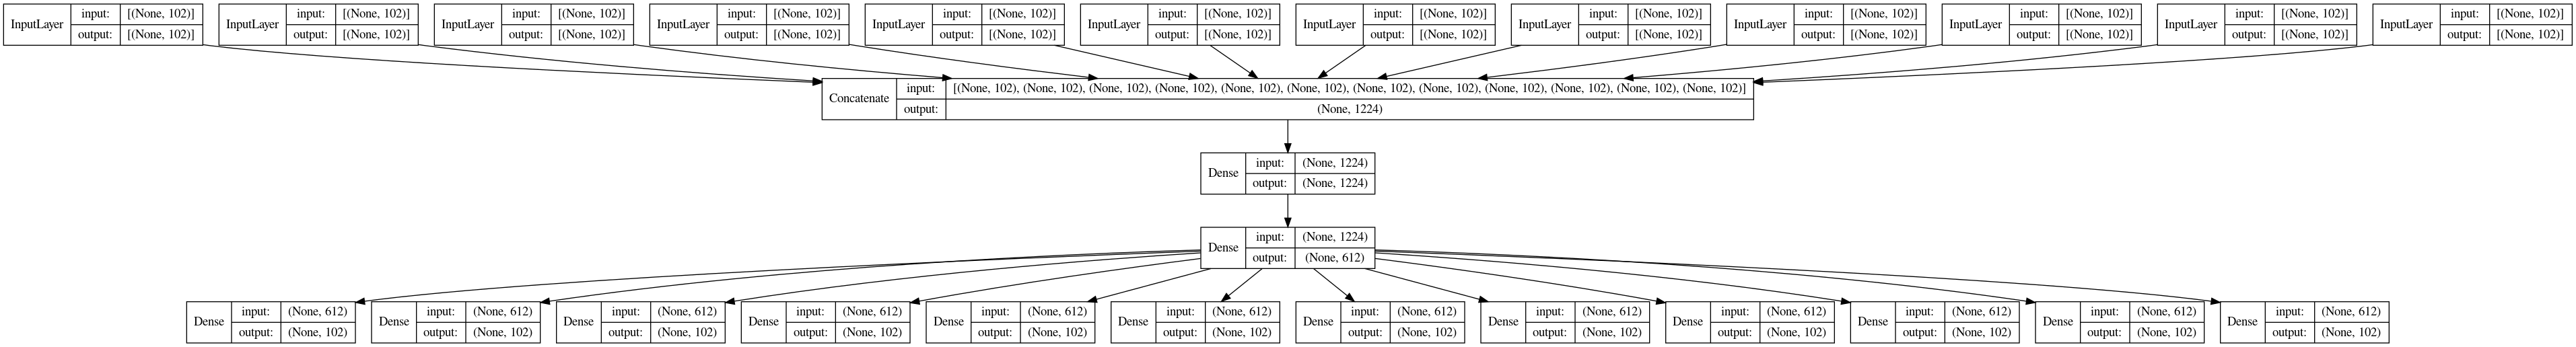 InputLayer input: [(None, 102)] output: [(None, 102)]
InputLayer input: [(None, 102)] output: [(None, 102)]
InputLayer input: [(None, 102)] output: [(None, 102)]
InputLayer input: [(None, 102)] output: [(None, 102)]
InputLayer input: [(None, 102)] output: [(None, 102)]
InputLayer input: [(None, 102)] output: [(None, 102)]
InputLayer input: [(None, 102)] output: [(None, 102)]
InputLayer input: [(None, 102)] output: [(None, 102)]
InputLayer input: [(None, 102)] output: [(None, 102)]
InputLayer input: [(None, 102)] output: [(None, 102)]
InputLayer input: [(None, 102)] output: [(None, 102)]
InputLayer input: [(None, 102)] output: [(None, 102)]
Concatenate input: [(None, 102), (None, 102), (None, 102), (None, 102), (None, 102), (None, 102), (None, 102), (None, 102), (None, 102), (None, 102), (None, 102), (None, 102)]
output: (None, 1224)
Dense input: (None, 1224)
output: (None, 1224)
Dense input: (None, 1224)
output: (None, 612)
Dense input: (None, 612) output: (None, 102)
Dense input: (None, 612) output: (None, 102)
Dense input: (None, 612) output: (None, 102)
Dense input: (None, 612) output: (None, 102)
Dense input: (None, 612) output: (None, 102)
Dense input: (None, 612) output: (None, 102)
Dense input: (None, 612) output: (None, 102)
Dense input: (None, 612) output: (None, 102)
Dense input: (None, 612) output: (None, 102)
Dense input: (None, 612) output: (None, 102)
Dense input: (None, 612) output: (None, 102)
Dense input: (None, 612) output: (None, 102)